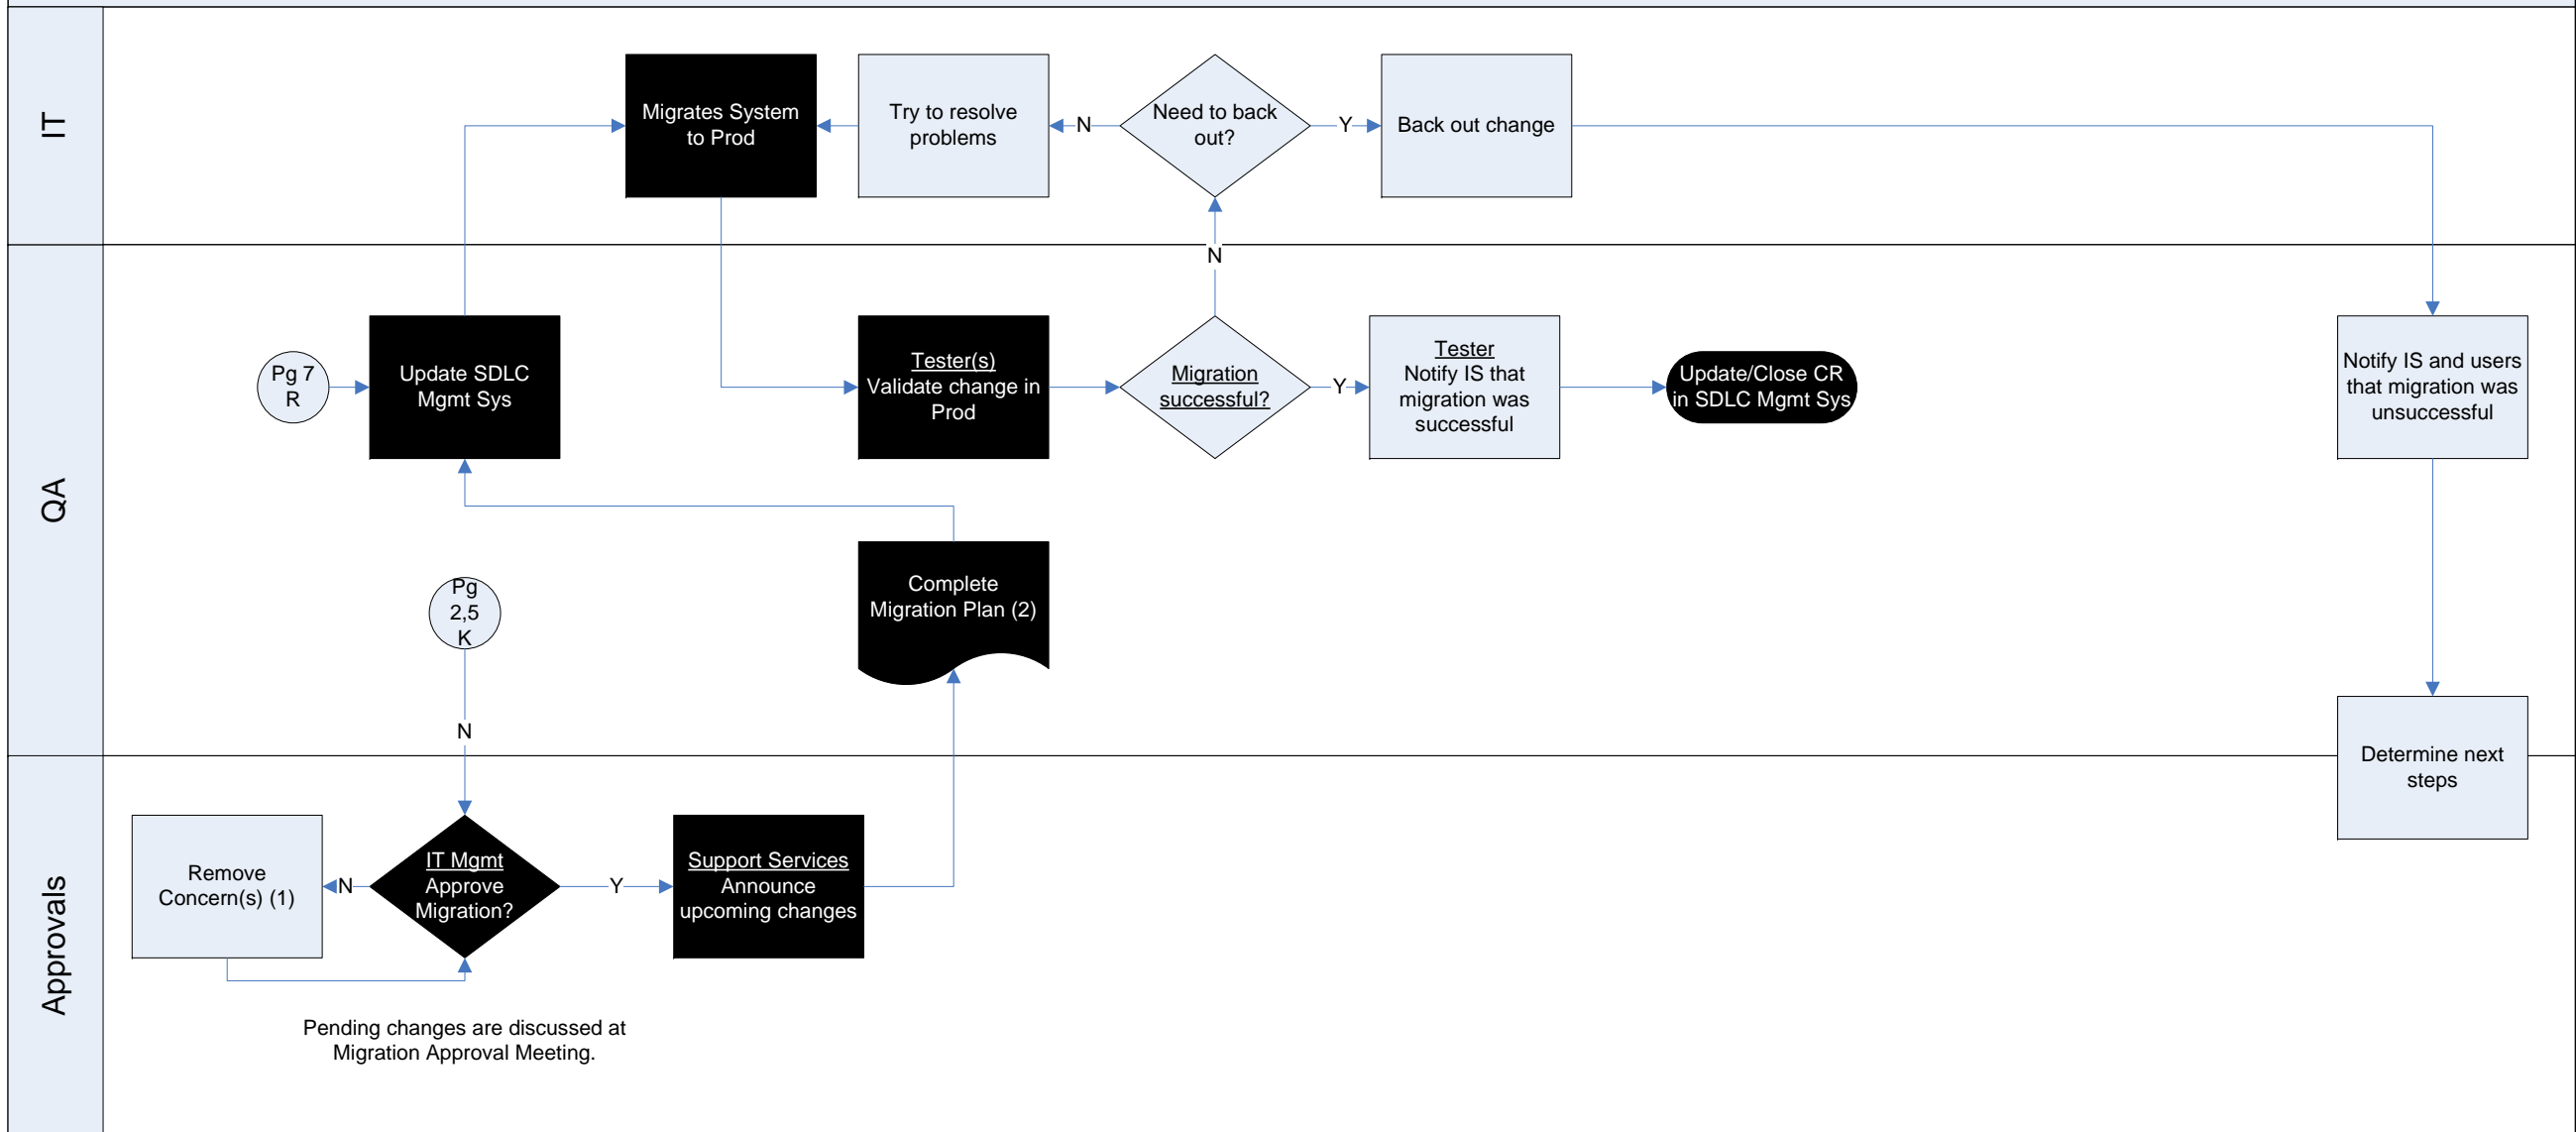 IT
Migrates System
to Prod
Try to resolve
problems
N
Need to back
out?
Y
Back out change
N
QA
Pg 7
R
Update SDLC
Mgmt Sys
Tester(s)
Validate change in
Prod
Migration
successful?
Y
Tester
Notify IS that
migration was
successful
Update/Close CR
in SDLC Mgmt Sys
Notify IS and users
that migration was
unsuccessful
Pg
2,5
K
Complete
Migration Plan (2)
N
Determine next
steps
Approvals
Remove
Concern(s) (1)
N
IT Mgmt
Approve
Migration?
Y
Support Services
Announce
upcoming changes
Pending changes are discussed at
Migration Approval Meeting.